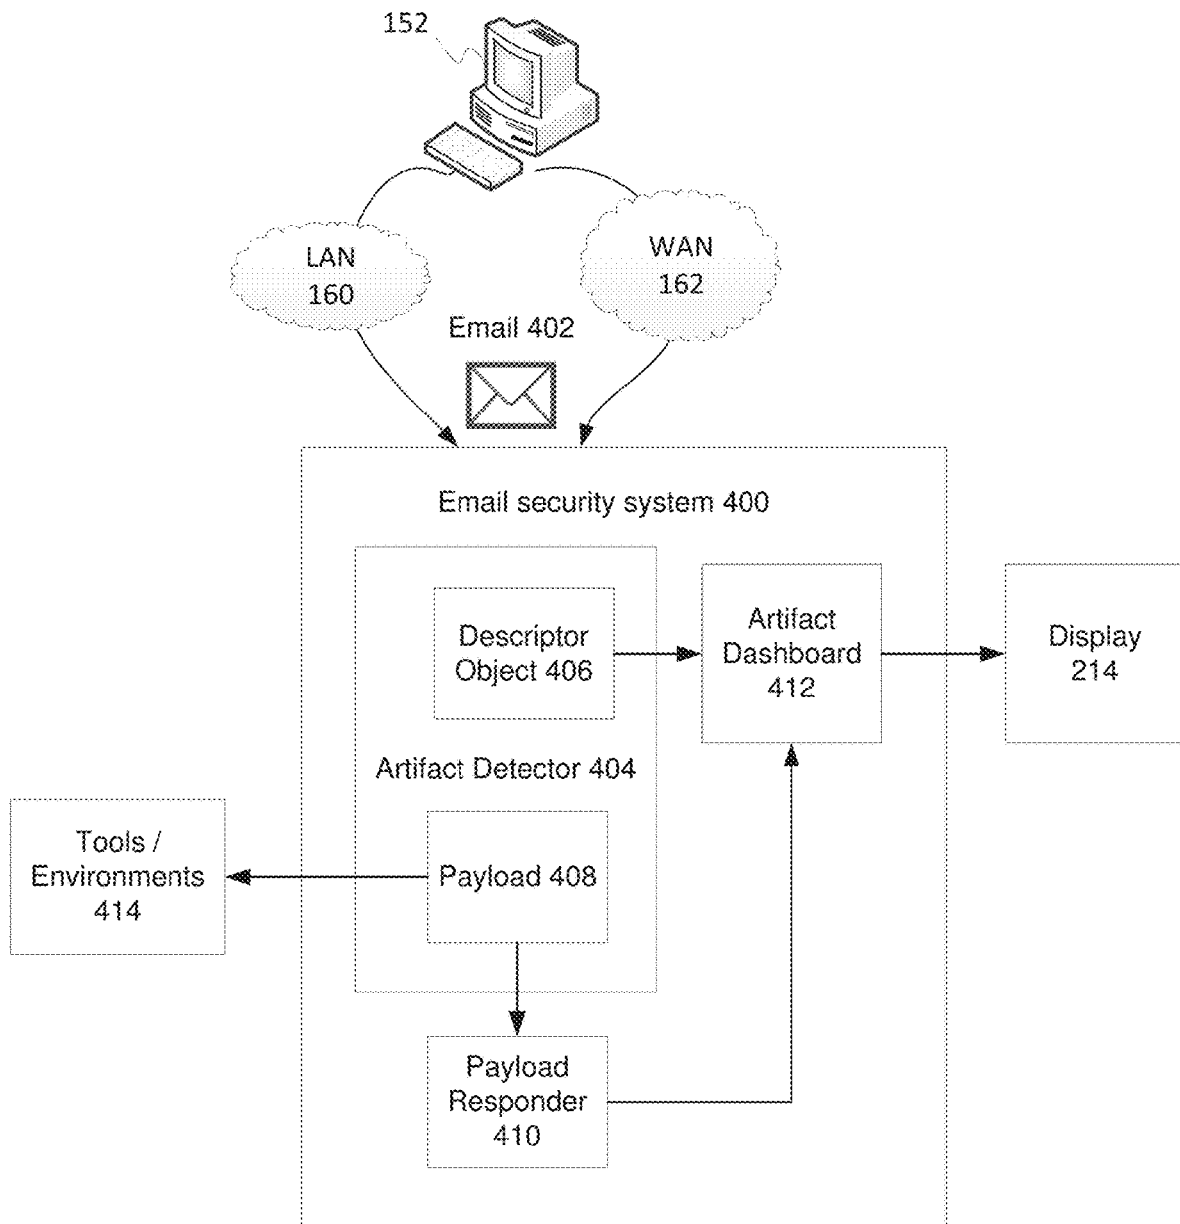 152
LAN
160
WAN
162
Email 402
Email security system 400
Descriptor
Object 406
Artifact
Dashboard
412
Display
214
Artifact Detector 404
Tools /
Environments
414
Payload 408
Payload
Responder
410